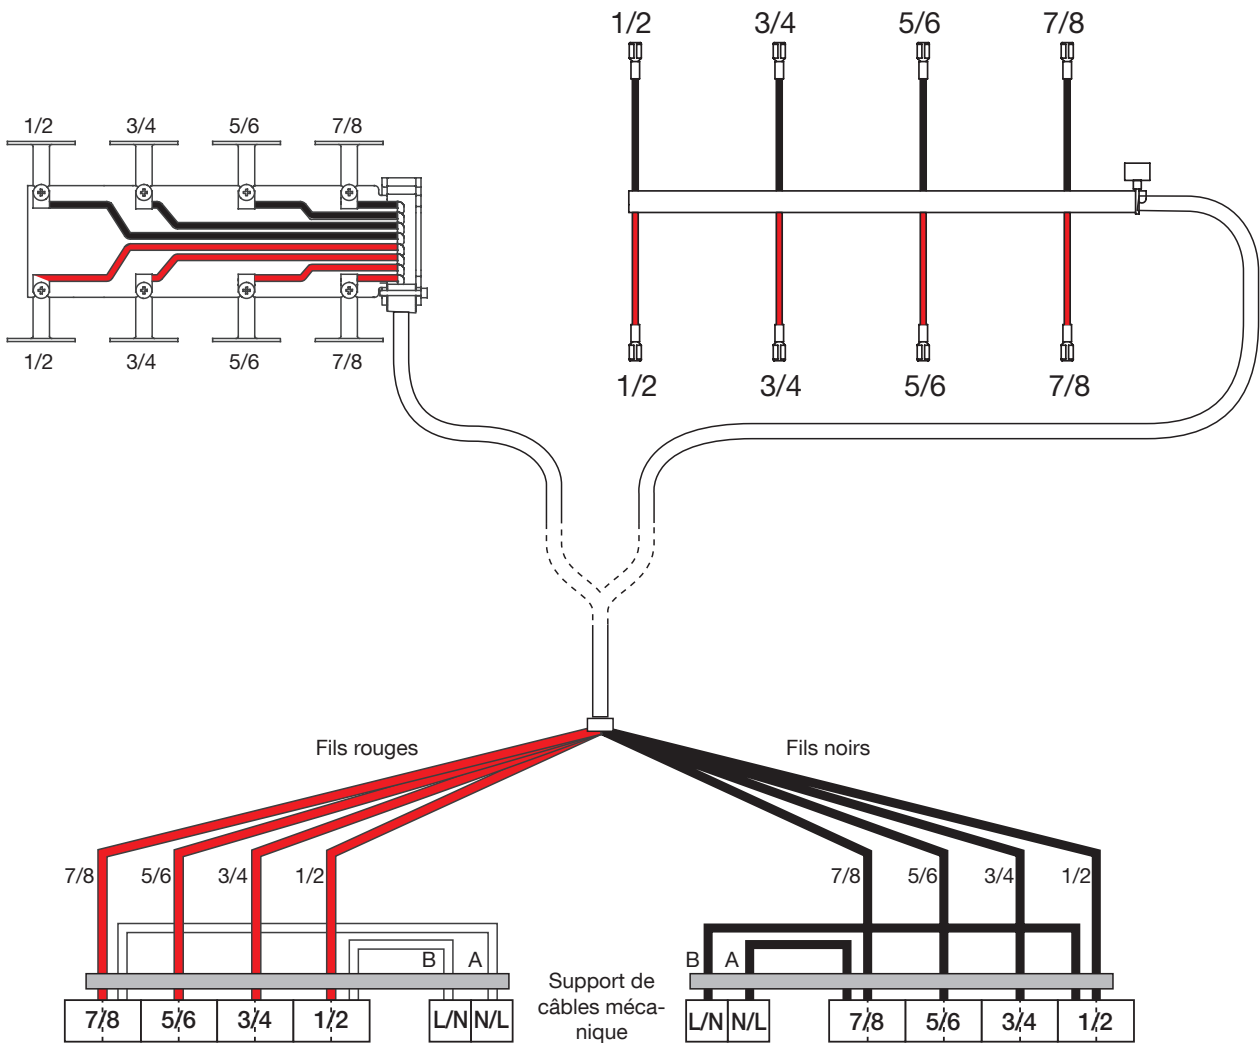 1/2 3/4 5/6 7/8
1/2 3/4 5/6 7/8
1/2 3/4 5/6 7/8
1/2 3/4 5/6 7/8
Fils rouges
Fils noirs
7/8 5/6 3/4 1/2
7/8 5/6 3/4 1/2
B A
B A
Support de
câbles méca-
nique
7/8 5/6 3/4 1/2 L/N N/L
L/N N/L 7/8 5/6 3/4 1/2